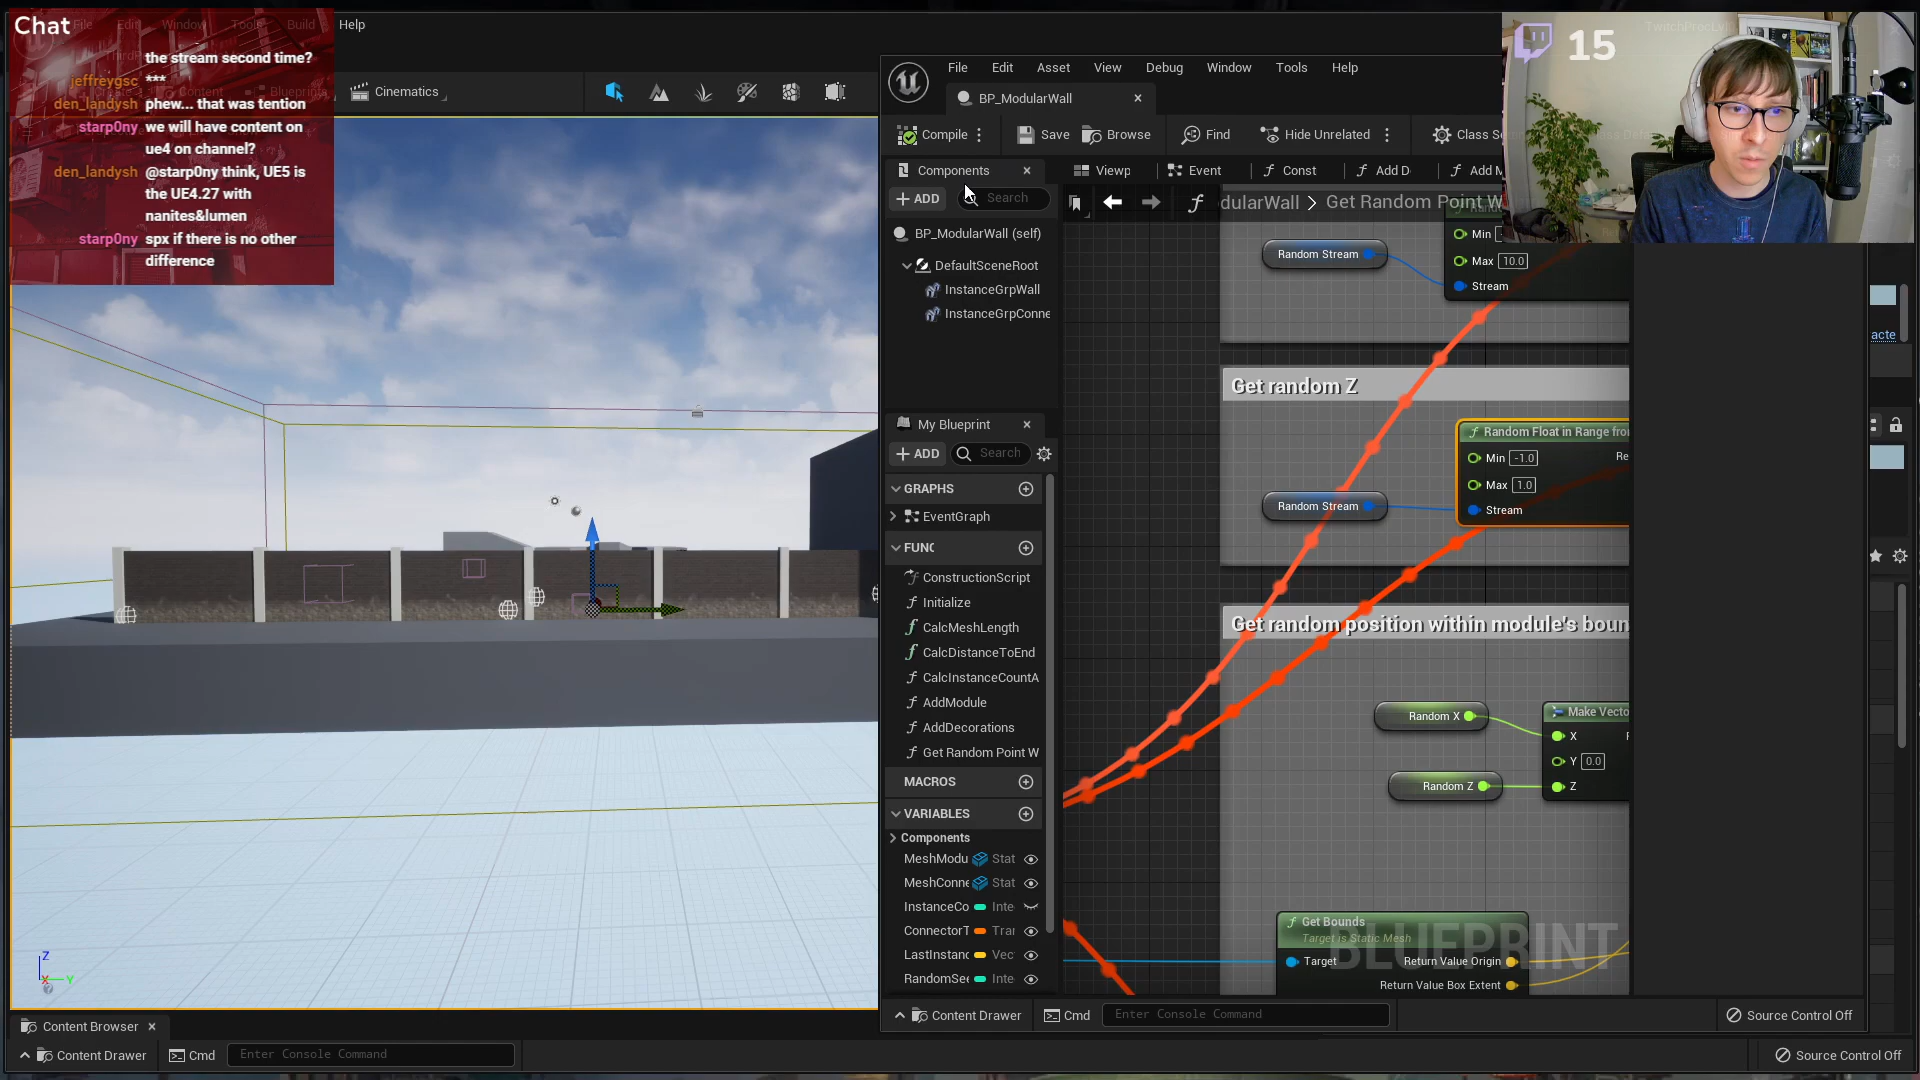 Chat
File
Edit
Window
Tools
Build
Help
the stream second time?
jeffreygsc ***
den_landysh phew... that was tention
starp0ny we will have content on
ue4 on channel?
den_landysh @starp0ny think, UE5 is
the UE4.27 with
nanites&lumen
starp0ny spx if there is no other
difference
Cinematics
15
File Edit Asset View Debug Window Tools Help
BP_ModularWall
Compile
Save
Browse
Find
Hide Unrelated
Components
Viewp
Event
Const
Add D
ADD
Search
dularWall > Get Random Point W
BP_ModularWall (self)
DefaultSceneRoot
InstanceGrpWall
InstanceGrpConne
Random Stream
Min
Max 10.0
Stream
acte
Get random Z
My Blueprint
ADD
Search
GRAPHS
EventGraph
FUNC
ConstructionScript
Initialize
CalcMeshLength
CalcDistanceToEnd
CalcInstanceCountA
AddModule
AddDecorations
Get Random Point W
MACROS
VARIABLES
Components
MeshModu Stat
MeshConne Stat
InstanceCo Inte
ConnectorT Trar
LastInstanc Vec
RandomSee Inte
Random Float in Range fro
Min -1.0
Re
Max 1.0
Stream
Random Stream
Get random position within module's boun
Random X
Random Z
Make Vecto
X
Y 0.0
Z
Get Bounds
Target is Static Mesh
Target
Return Value Origin
Return Value Box Extent
BLUEPRINT
Z
X
Y
Content Drawer
Cmd
Enter Console Command
Source Control Off
Content Browser
Content Drawer
Cmd
Enter Console Command
Source Control Off